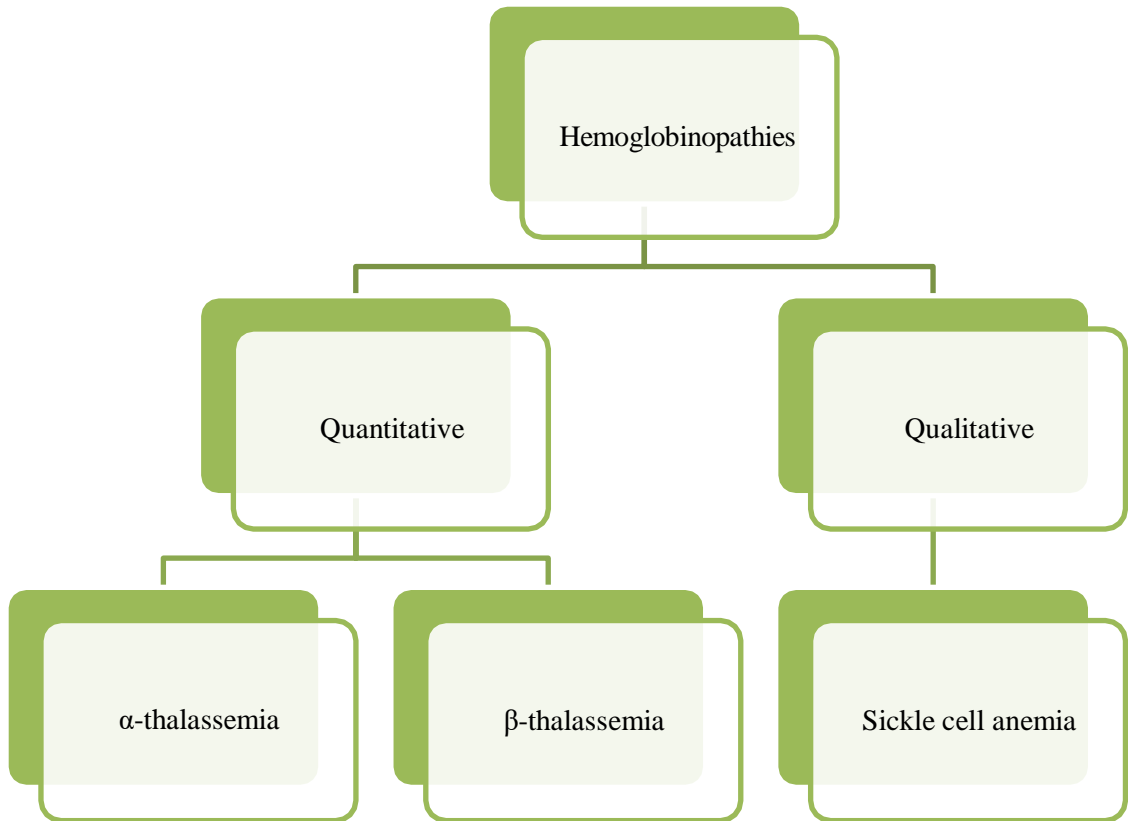 Hemoglobinopathies
Quantitative
Qualitative
α-thalassemia
β-thalassemia
Sickle cell anemia